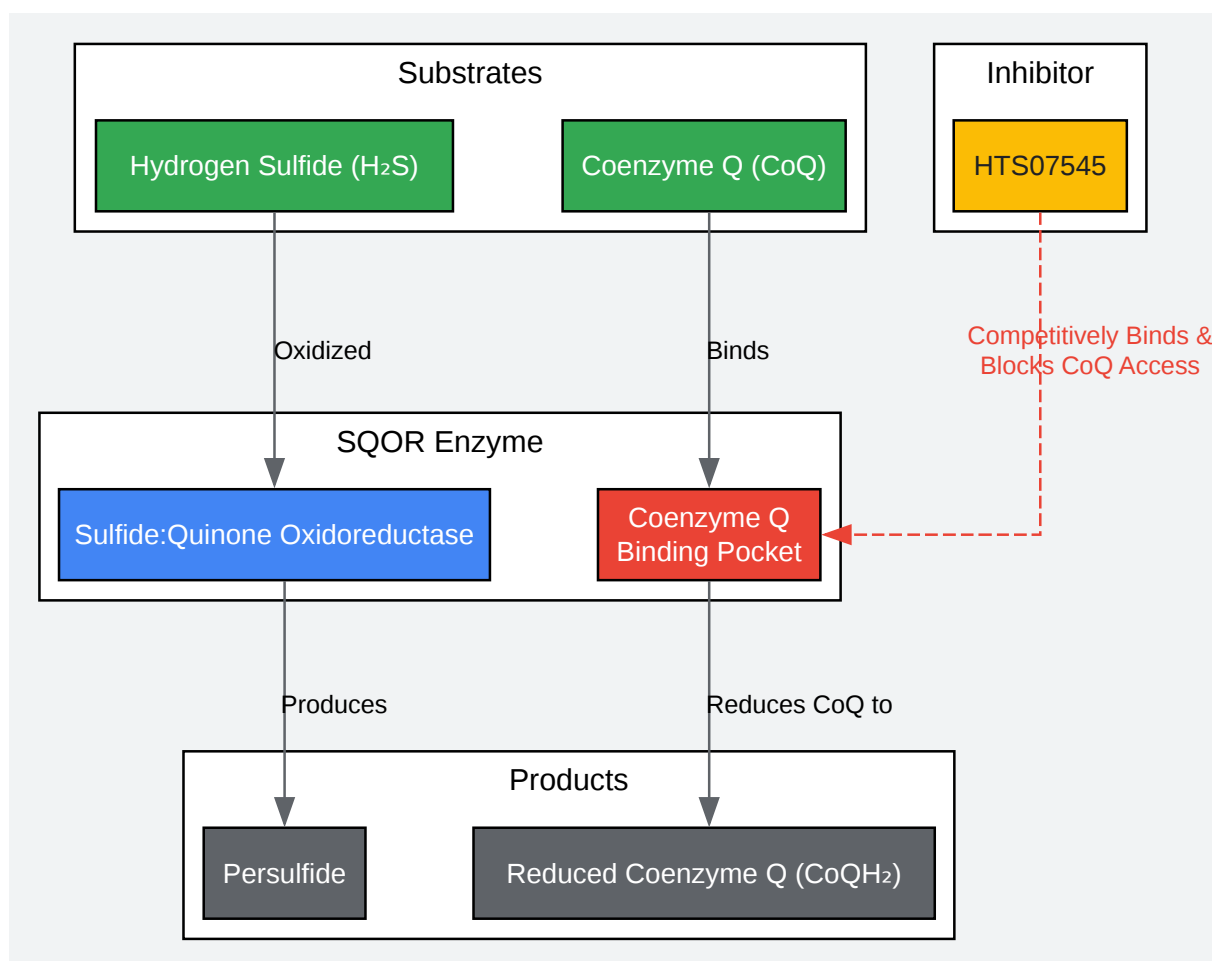 Substrates
Inhibitor
Hydrogen Sulfide (H₂S)
Coenzyme Q (CoQ)
HTS07545
Oxidized
Binds
Competitively Binds &
Blocks CoQ Access
SQOR Enzyme
Sulfide:Quinone Oxidoreductase
Coenzyme Q
Binding Pocket
Produces
Reduces CoQ to
Products
Persulfide
Reduced Coenzyme Q (CoQH₂)